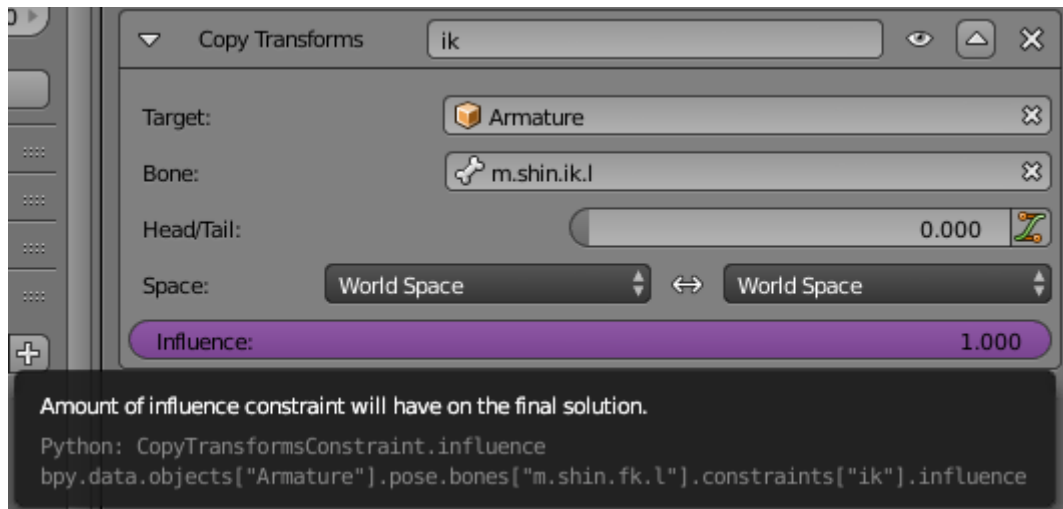 Copy Transforms ik
Target: Armature
Bone: m.shin.ik.l
Head/Tail: 0.000
Space: World Space World Space
Influence: 1.000
Amount of influence constraint will have on the final solution.
Python: CopyTransformsConstraint.influence
bpy.data.objects["Armature"].pose.bones["m.shin.fk.l"].constraints["ik"].influence